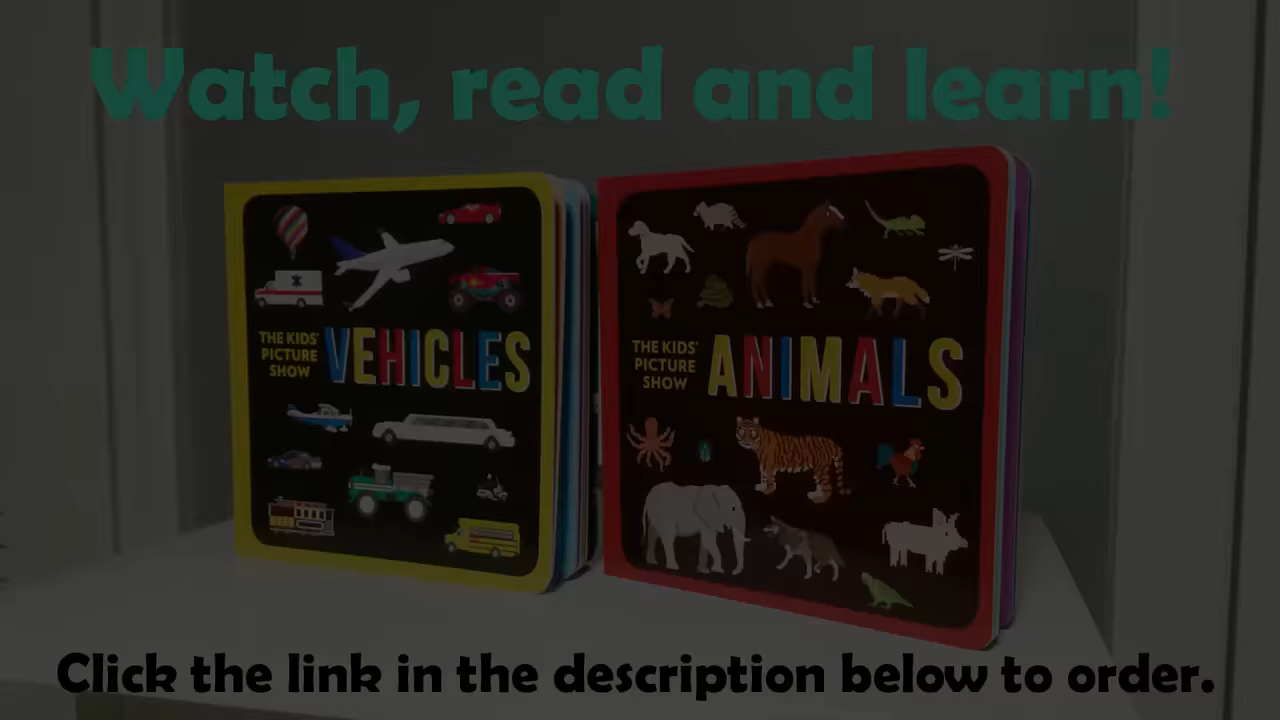 Watch, read and learn!
THE KIDS'
PICTURE
SHOW
VEHICLES
THE KIDS'
PICTURE
SHOW
ANIMALS
Click the link in the description below to order.